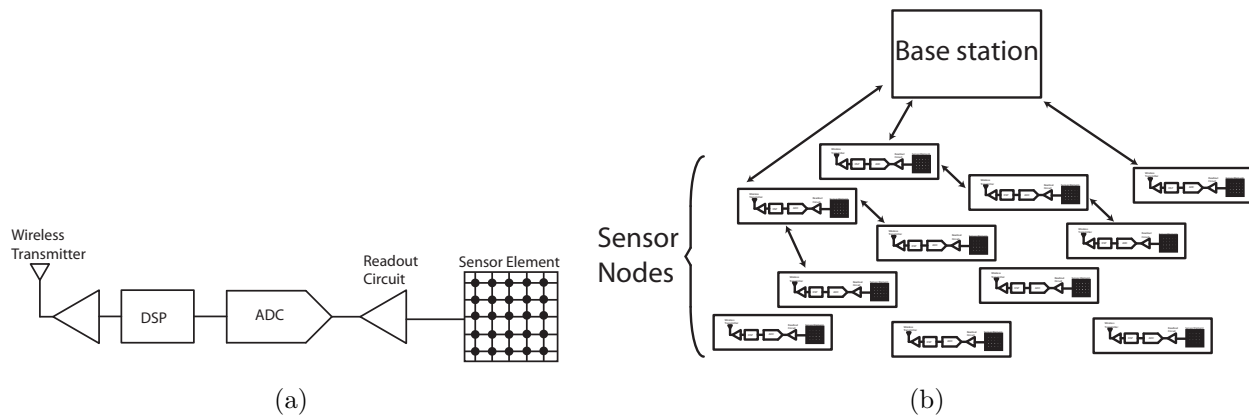 Wireless
Transmitter
DSP
ADC
Readout
Circuit
Sensor Element
(a)
Base station
Sensor
Nodes
(b)